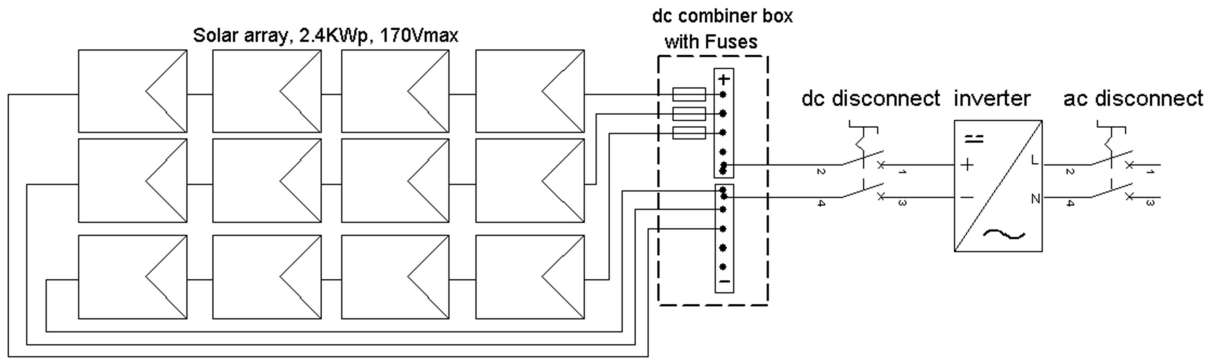 Solar array, 2.4KWp, 170Vmax
dc combiner box
with Fuses
dc disconnect
inverter
ac disconnect
+
-
2
1
4
3
+
-
L
N
2
1
4
3